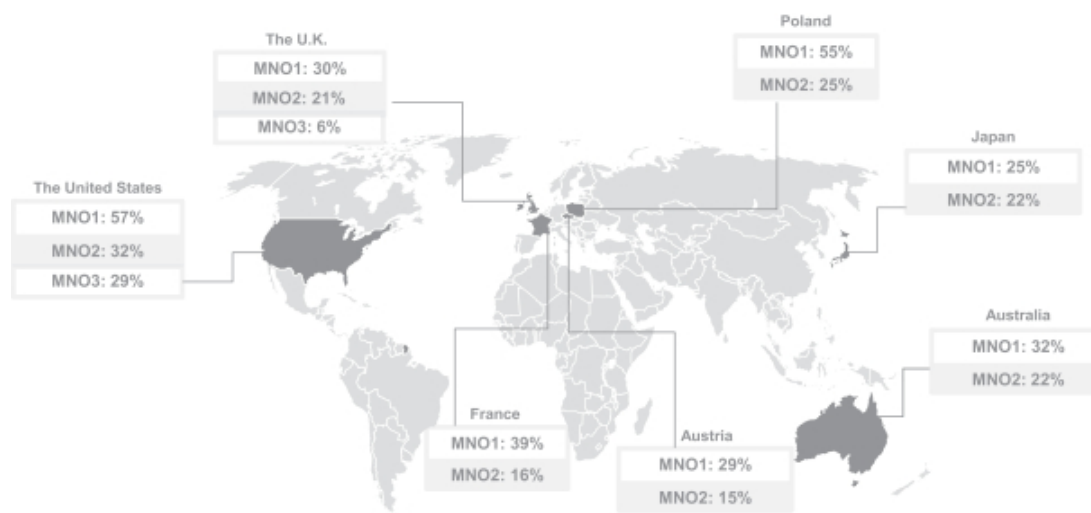 Poland
MNO1: 55%
MNO2: 25%
The U.K.
MNO1: 30%
MNO2: 21%
MNO3: 6%
Japan
MNO1: 25%
MNO2: 22%
The United States
MNO1: 57%
MNO2: 32%
MNO3: 29%
Australia
MNO1: 32%
MNO2: 22%
France
MNO1: 39%
MNO2: 16%
Austria
MNO1: 29%
MNO2: 15%